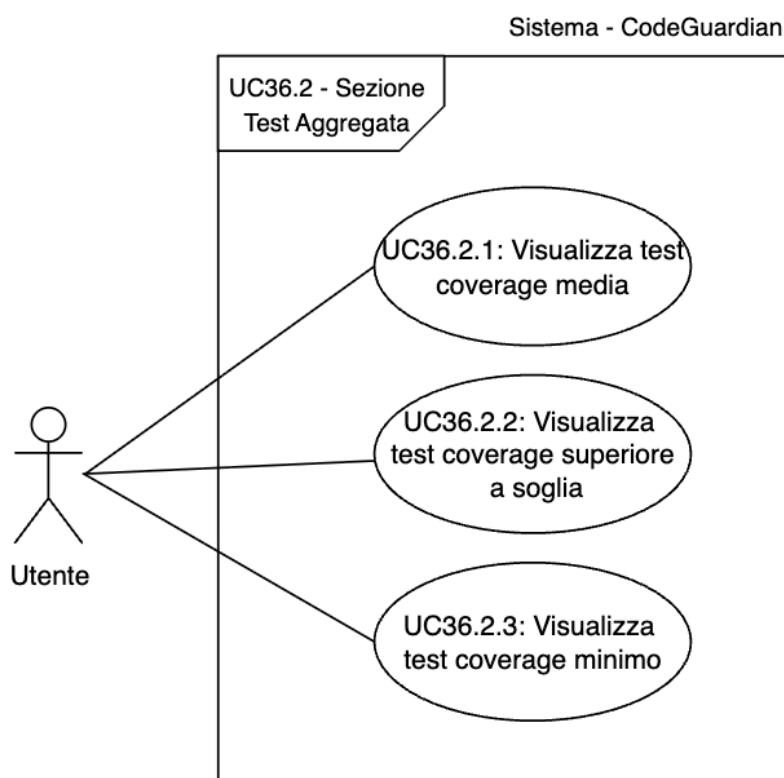 Sistema - CodeGuardian
UC36.2 - Sezione
Test Aggregata
UC36.2.1: Visualizza test
coverage media
UC36.2.2: Visualizza
test coverage superiore
a soglia
Utente
UC36.2.3: Visualizza
test coverage minimo